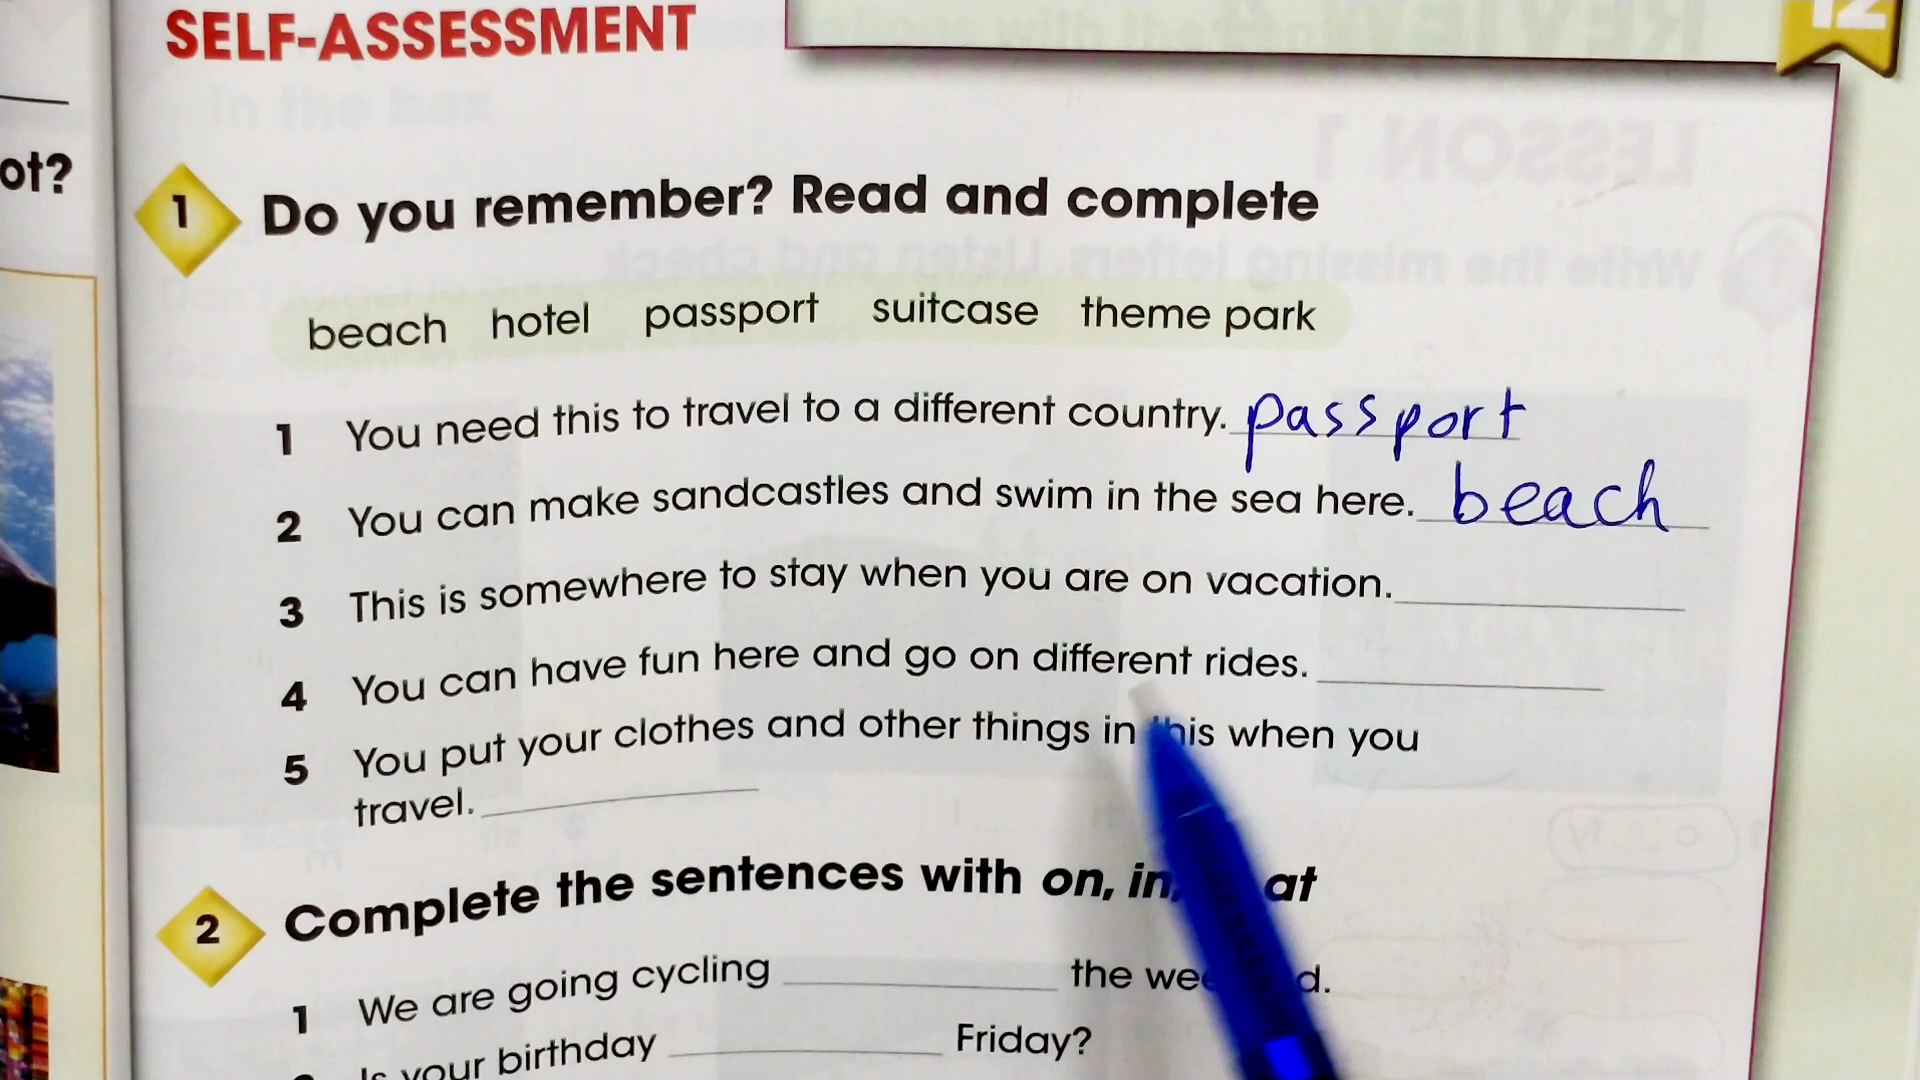 SELF-ASSESSMENT
12
ot?
1 Do you remember? Read and complete
beach hotel passport suitcase theme park
1 You need this to travel to a different country. passport
2 You can make sandcastles and swim in the sea here. beach
3 This is somewhere to stay when you are on vacation.
4 You can have fun here and go on different rides.
5 You put your clothes and other things in this when you
travel.
2 Complete the sentences with on, in, at
1 We are going cycling the
Is your birthday Friday?